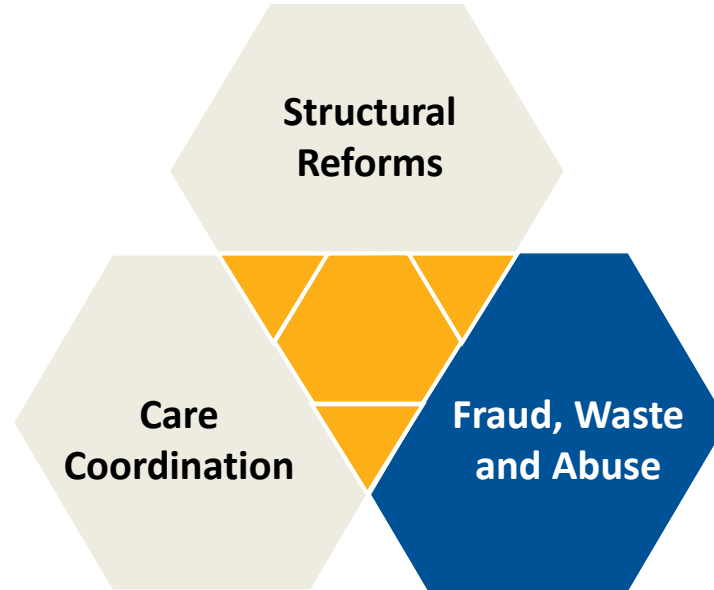 Structural
Reforms
Care
Coordination
Fraud, Waste
and Abuse